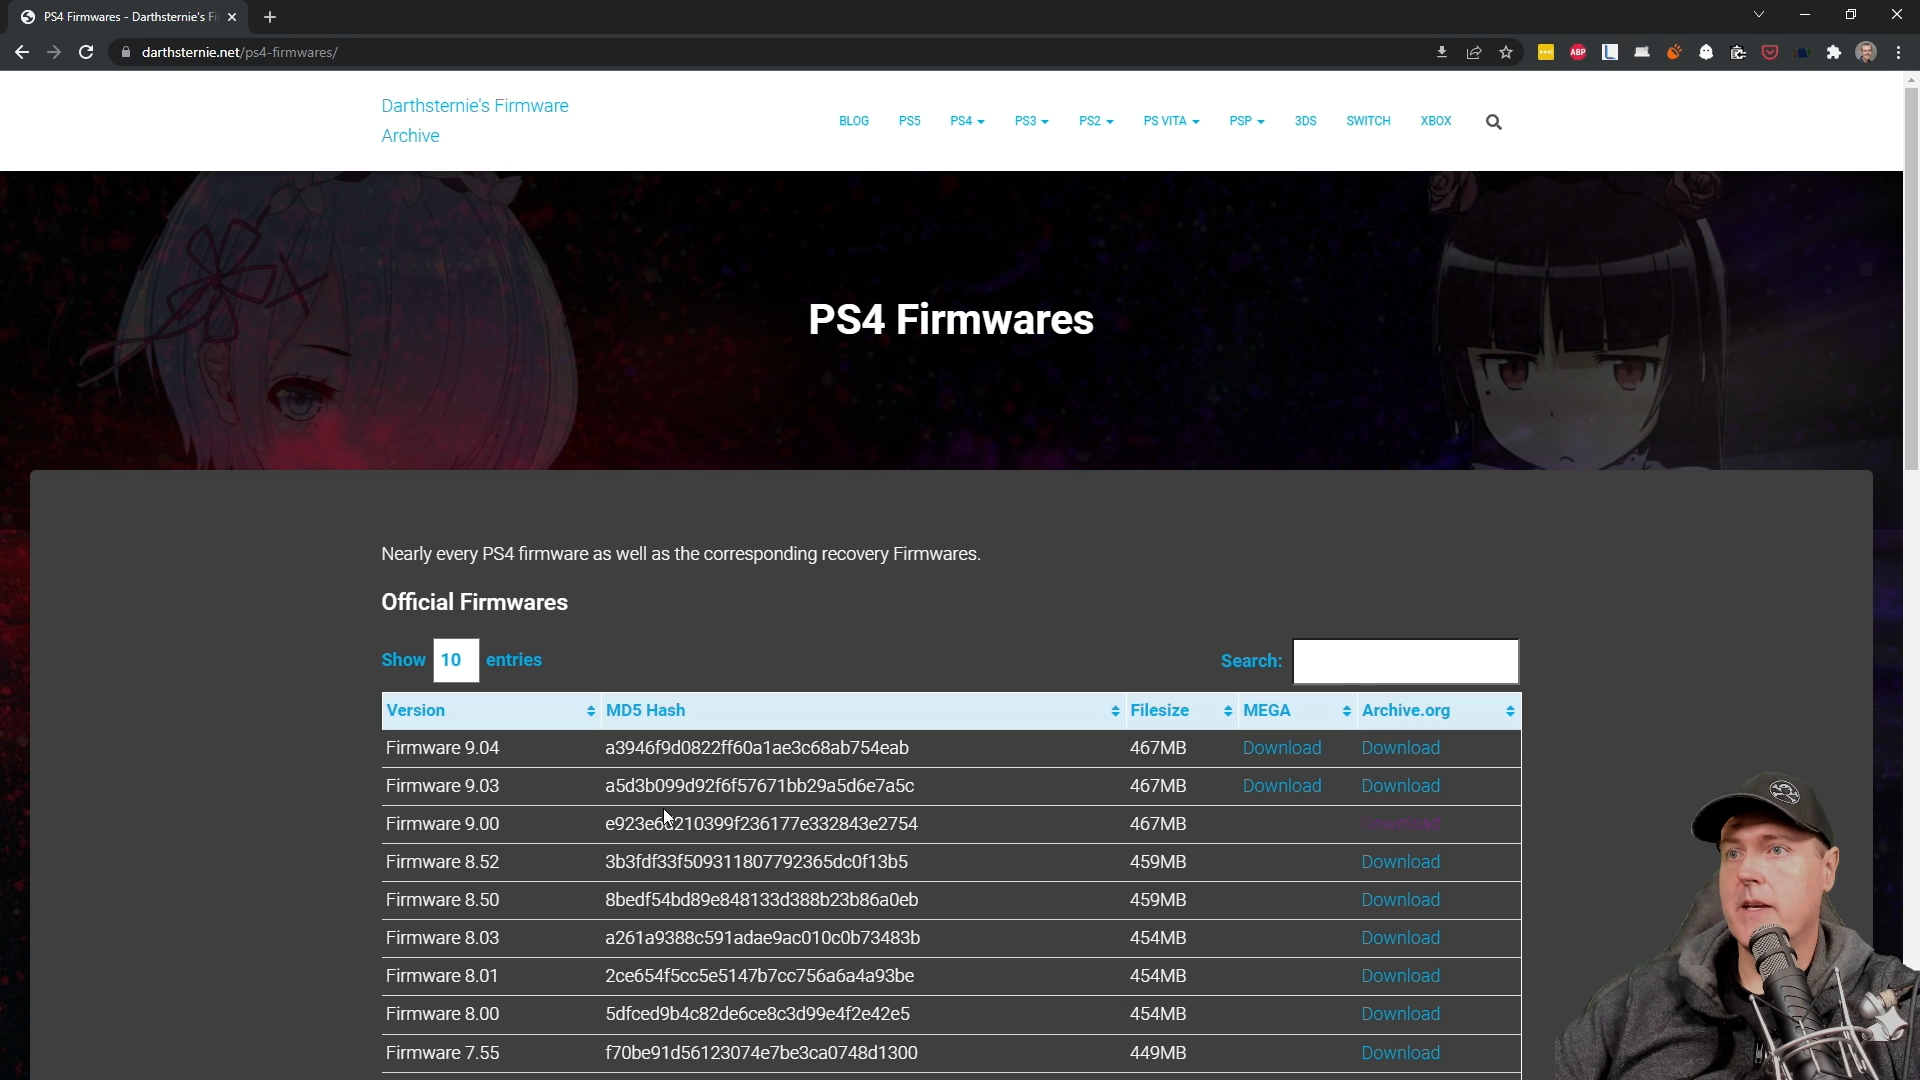 PS4 Firmwares - Darthsternie's Fi
darthsternie.net/ps4-firmwares/
ABP
L
Darthsternie's Firmware
Archive
BLOG PS5 PS4 PS3 PS2 PS VITA PSP 3DS SWITCH XBOX
PS4 Firmwares
Nearly every PS4 firmware as well as the corresponding recovery Firmwares.
Official Firmwares
Show 10 entries Search:
Version MD5 Hash Filesize MEGA Archive.org
Firmware 9.04 a3946f9d0822ff60a1ae3c68ab754eab 467MB Download Download
Firmware 9.03 a5d3b099d92f6f57671bb29a5d6e7a5c 467MB Download Download
Firmware 9.00 467MB Download
Firmware 8.52 3b3fdf33f509311807792365dc0f13b5 459MB Download
Firmware 8.50 8bedf54bd89e848133d388b23b86a0eb 459MB Download
Firmware 8.03 a261a9388c591adae9ac010c0b73483b 454MB Download
Firmware 8.01 2ce654f5cc5e5147b7cc756a6a4a93be 454MB Download
Firmware 8.00 5dfced9b4c82de6ce8c3d99e4f2e42e5 454MB Download
Firmware 7.55 f70be91d56123074e7be3ca0748d1300 449MB Download